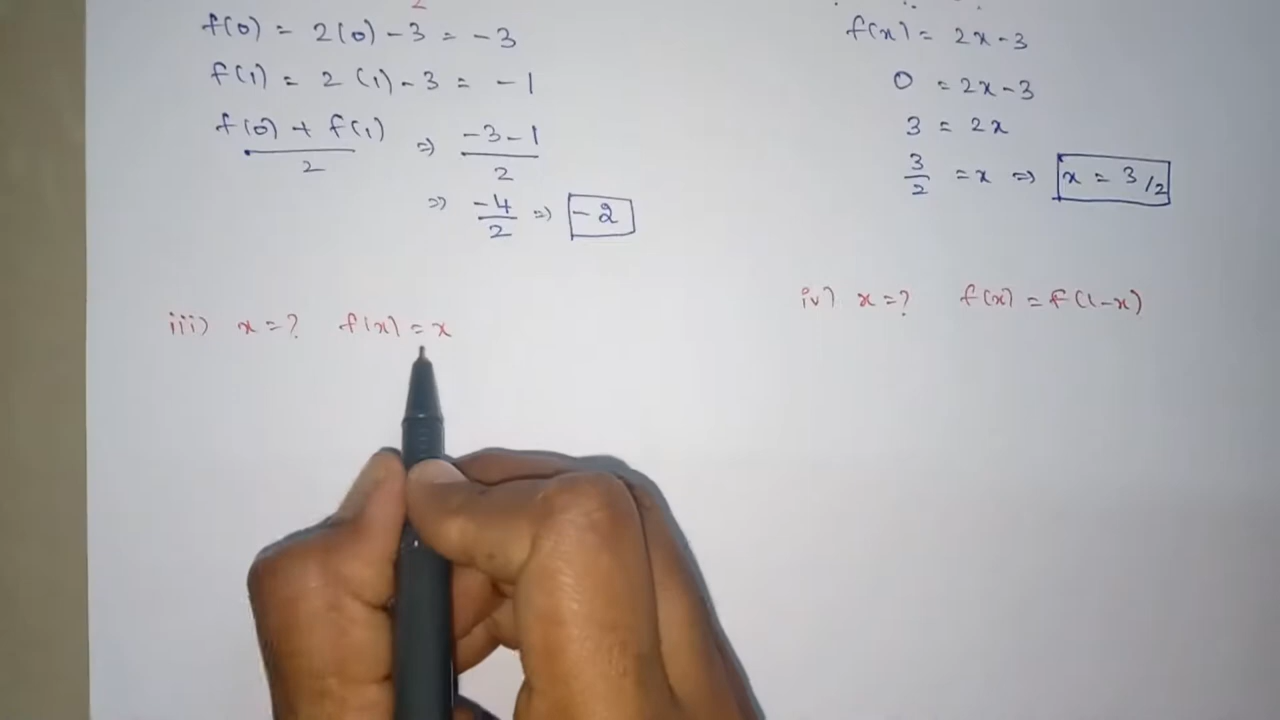 f(0) = 2(0) - 3 = -3
f(1) = 2(1) - 3 = -1
f(0) + f(1) / 2 ⇒ -3 - 1 / 2
⇒ -4 / 2 ⇒ -2
f(x) = 2x - 3
0 = 2x - 3
3 = 2x
3/2 = x ⇒ x = 3/2
iii) x = ? f(x) = x
iv) x = ? f(x) = f(1-x)